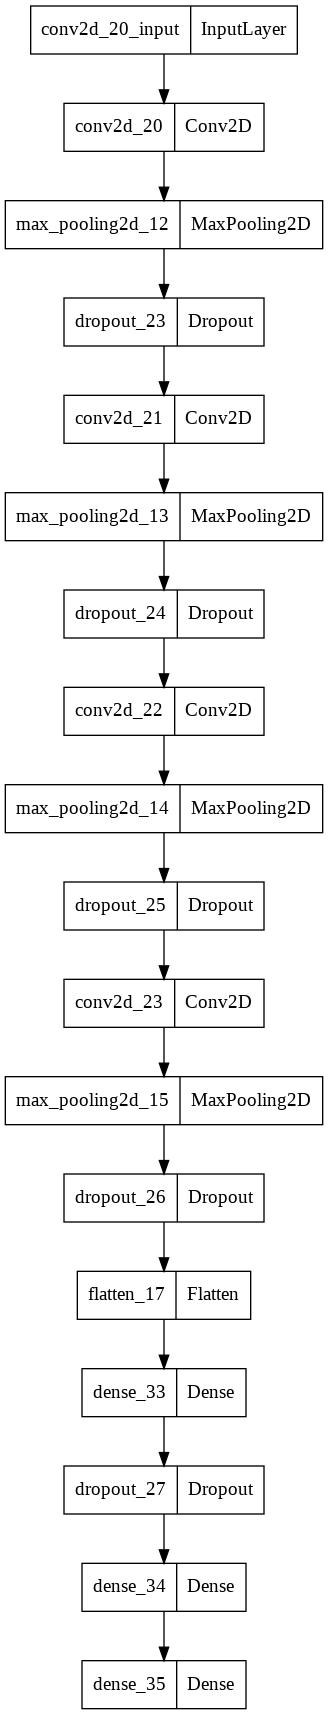 conv2d_20_input InputLayer
conv2d_20 Conv2D
max_pooling2d_12 MaxPooling2D
dropout_23 Dropout
conv2d_21 Conv2D
max_pooling2d_13 MaxPooling2D
dropout_24 Dropout
conv2d_22 Conv2D
max_pooling2d_14 MaxPooling2D
dropout_25 Dropout
conv2d_23 Conv2D
max_pooling2d_15 MaxPooling2D
dropout_26 Dropout
flatten_17 Flatten
dense_33 Dense
dropout_27 Dropout
dense_34 Dense
dense_35 Dense